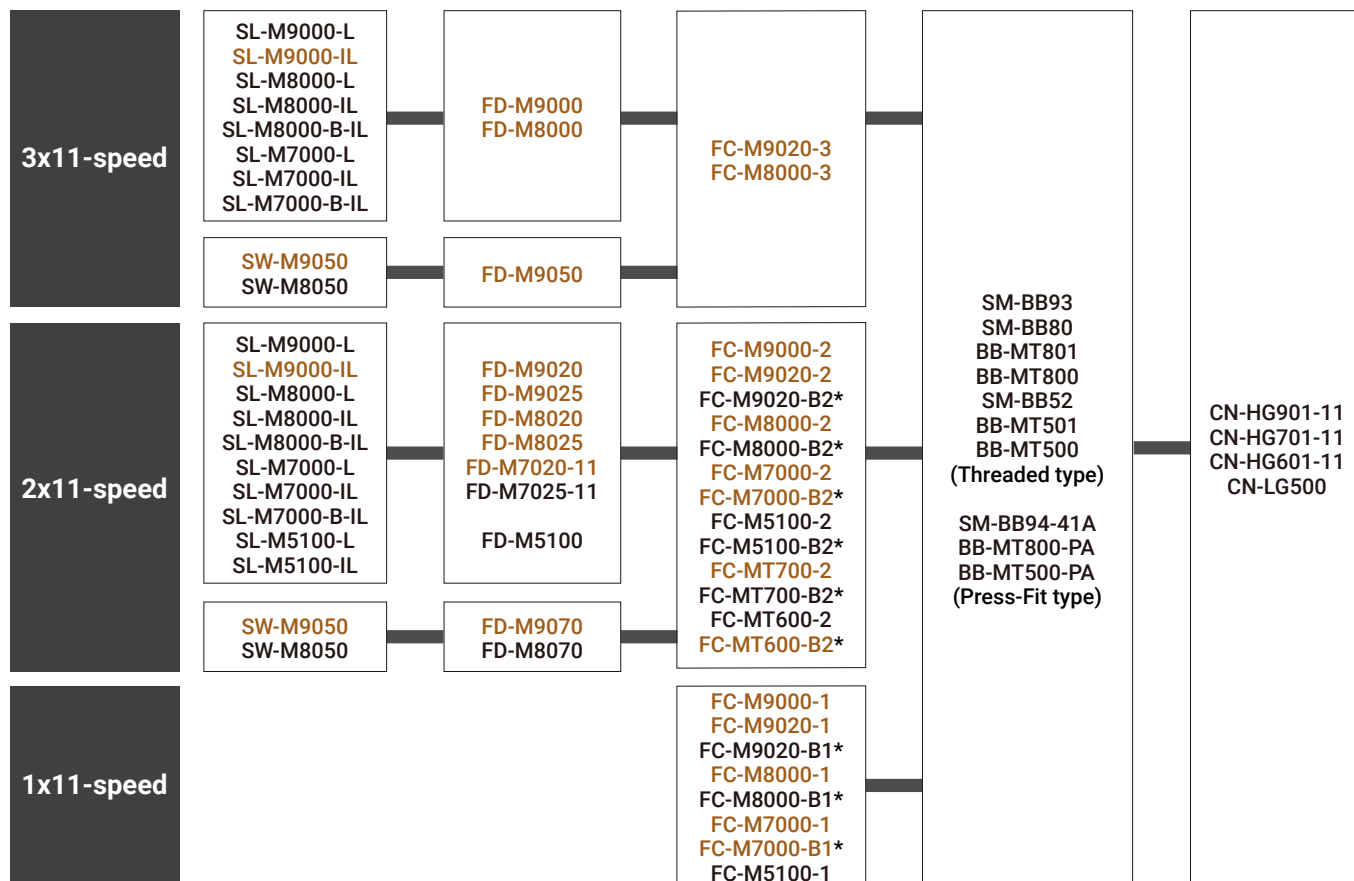 3x11-speed
SL-M9000-L
SL-M9000-IL
SL-M8000-L
SL-M8000-IL
SL-M8000-B-IL
SL-M7000-L
SL-M7000-IL
SL-M7000-B-IL
FD-M9000
FD-M8000
FC-M9020-3
FC-M8000-3
SW-M9050
SW-M8050
FD-M9050
2x11-speed
SL-M9000-L
SL-M9000-IL
SL-M8000-L
SL-M8000-IL
SL-M8000-B-IL
SL-M7000-L
SL-M7000-IL
SL-M7000-B-IL
SL-M5100-L
SL-M5100-IL
FD-M9020
FD-M9025
FD-M8020
FD-M8025
FD-M7020-11
FD-M7025-11
FD-M5100
SW-M9050
SW-M8050
FD-M9070
FD-M8070
FC-M9000-2
FC-M9020-2
FC-M9020-B2*
FC-M8000-2
FC-M8000-B2*
FC-M7000-2
FC-M7000-B2*
FC-M5100-2
FC-M5100-B2*
FC-MT700-2
FC-MT700-B2*
FC-MT600-2
FC-MT600-B2*
1x11-speed
FC-M9000-1
FC-M9020-1
FC-M9020-B1*
FC-M8000-1
FC-M8000-B1*
FC-M7000-1
FC-M7000-B1*
FC-M5100-1
SM-BB93
SM-BB80
BB-MT801
BB-MT800
SM-BB52
BB-MT501
BB-MT500
(Threaded type)
SM-BB94-41A
BB-MT800-PA
BB-MT500-PA
(Press-Fit type)
CN-HG901-11
CN-HG701-11
CN-HG601-11
CN-LG500